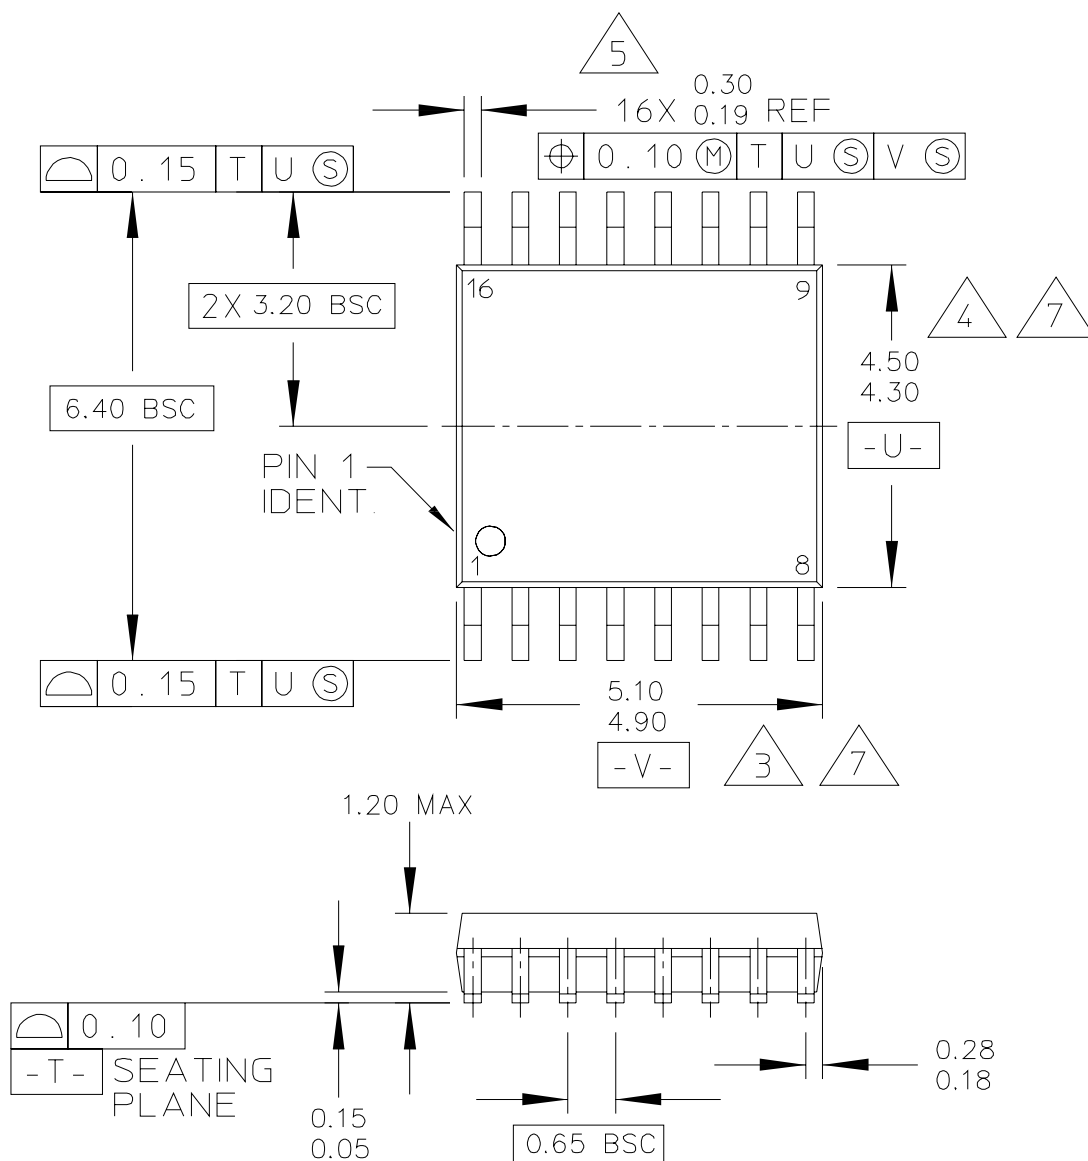 5
0.30
16X 0.19 REF
0.15 T U Ⓢ
0.10 Ⓜ T U Ⓢ V Ⓢ
16
9
2X 3.20 BSC
4
7
4.50
4.30
6.40 BSC
-U-
PIN 1
IDENT.
1
8
0.15 T U Ⓢ
5.10
4.90
-V-
3
7
1.20 MAX
0.10
-T- SEATING
PLANE
0.15
0.05
0.65 BSC
0.28
0.18